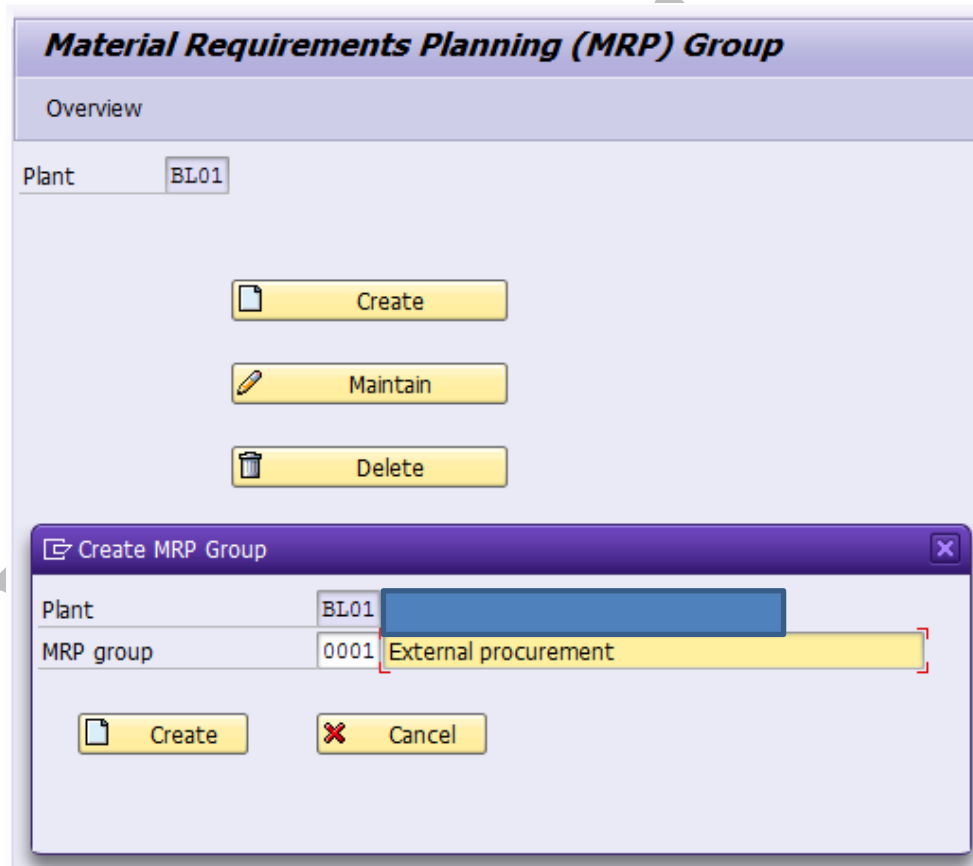 Material Requirements Planning (MRP) Group
Overview
Plant BL01
Create
Maintain
Delete
Create MRP Group
Plant BL01
MRP group 0001 External procurement
Create Cancel